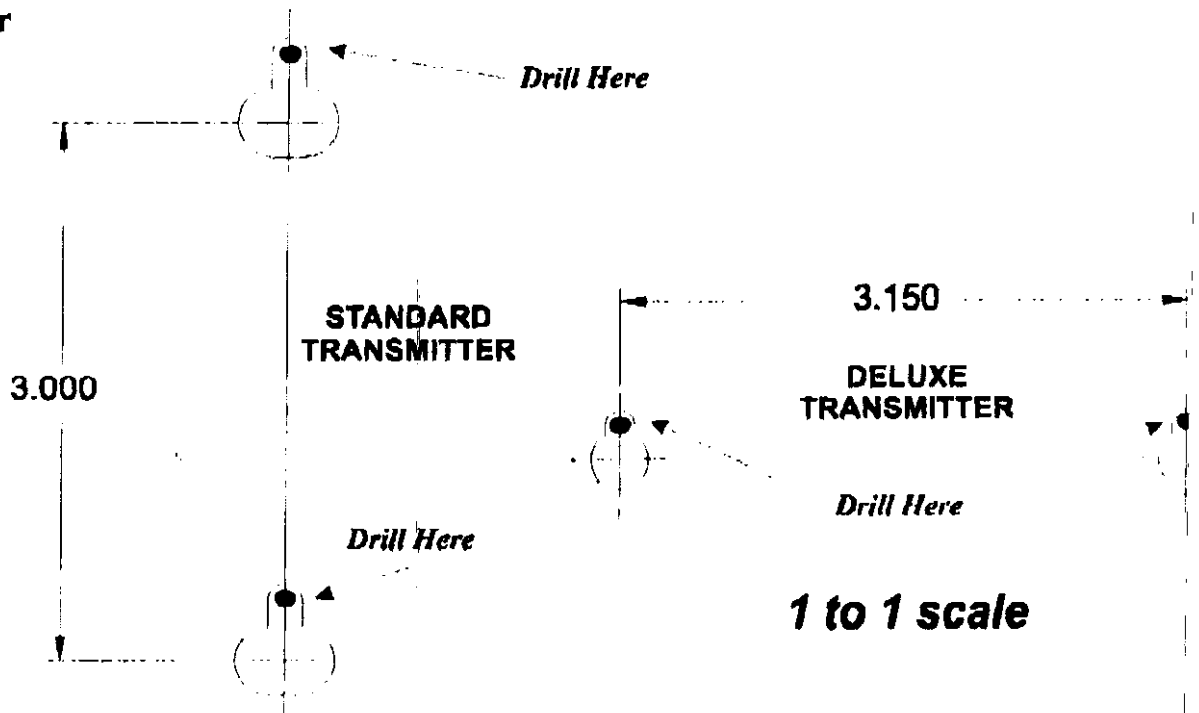 r
Drill Here
STANDARD
TRANSMITTER
3.000
3.150
DELUXE
TRANSMITTER
Drill Here
Drill Here
1 to 1 scale